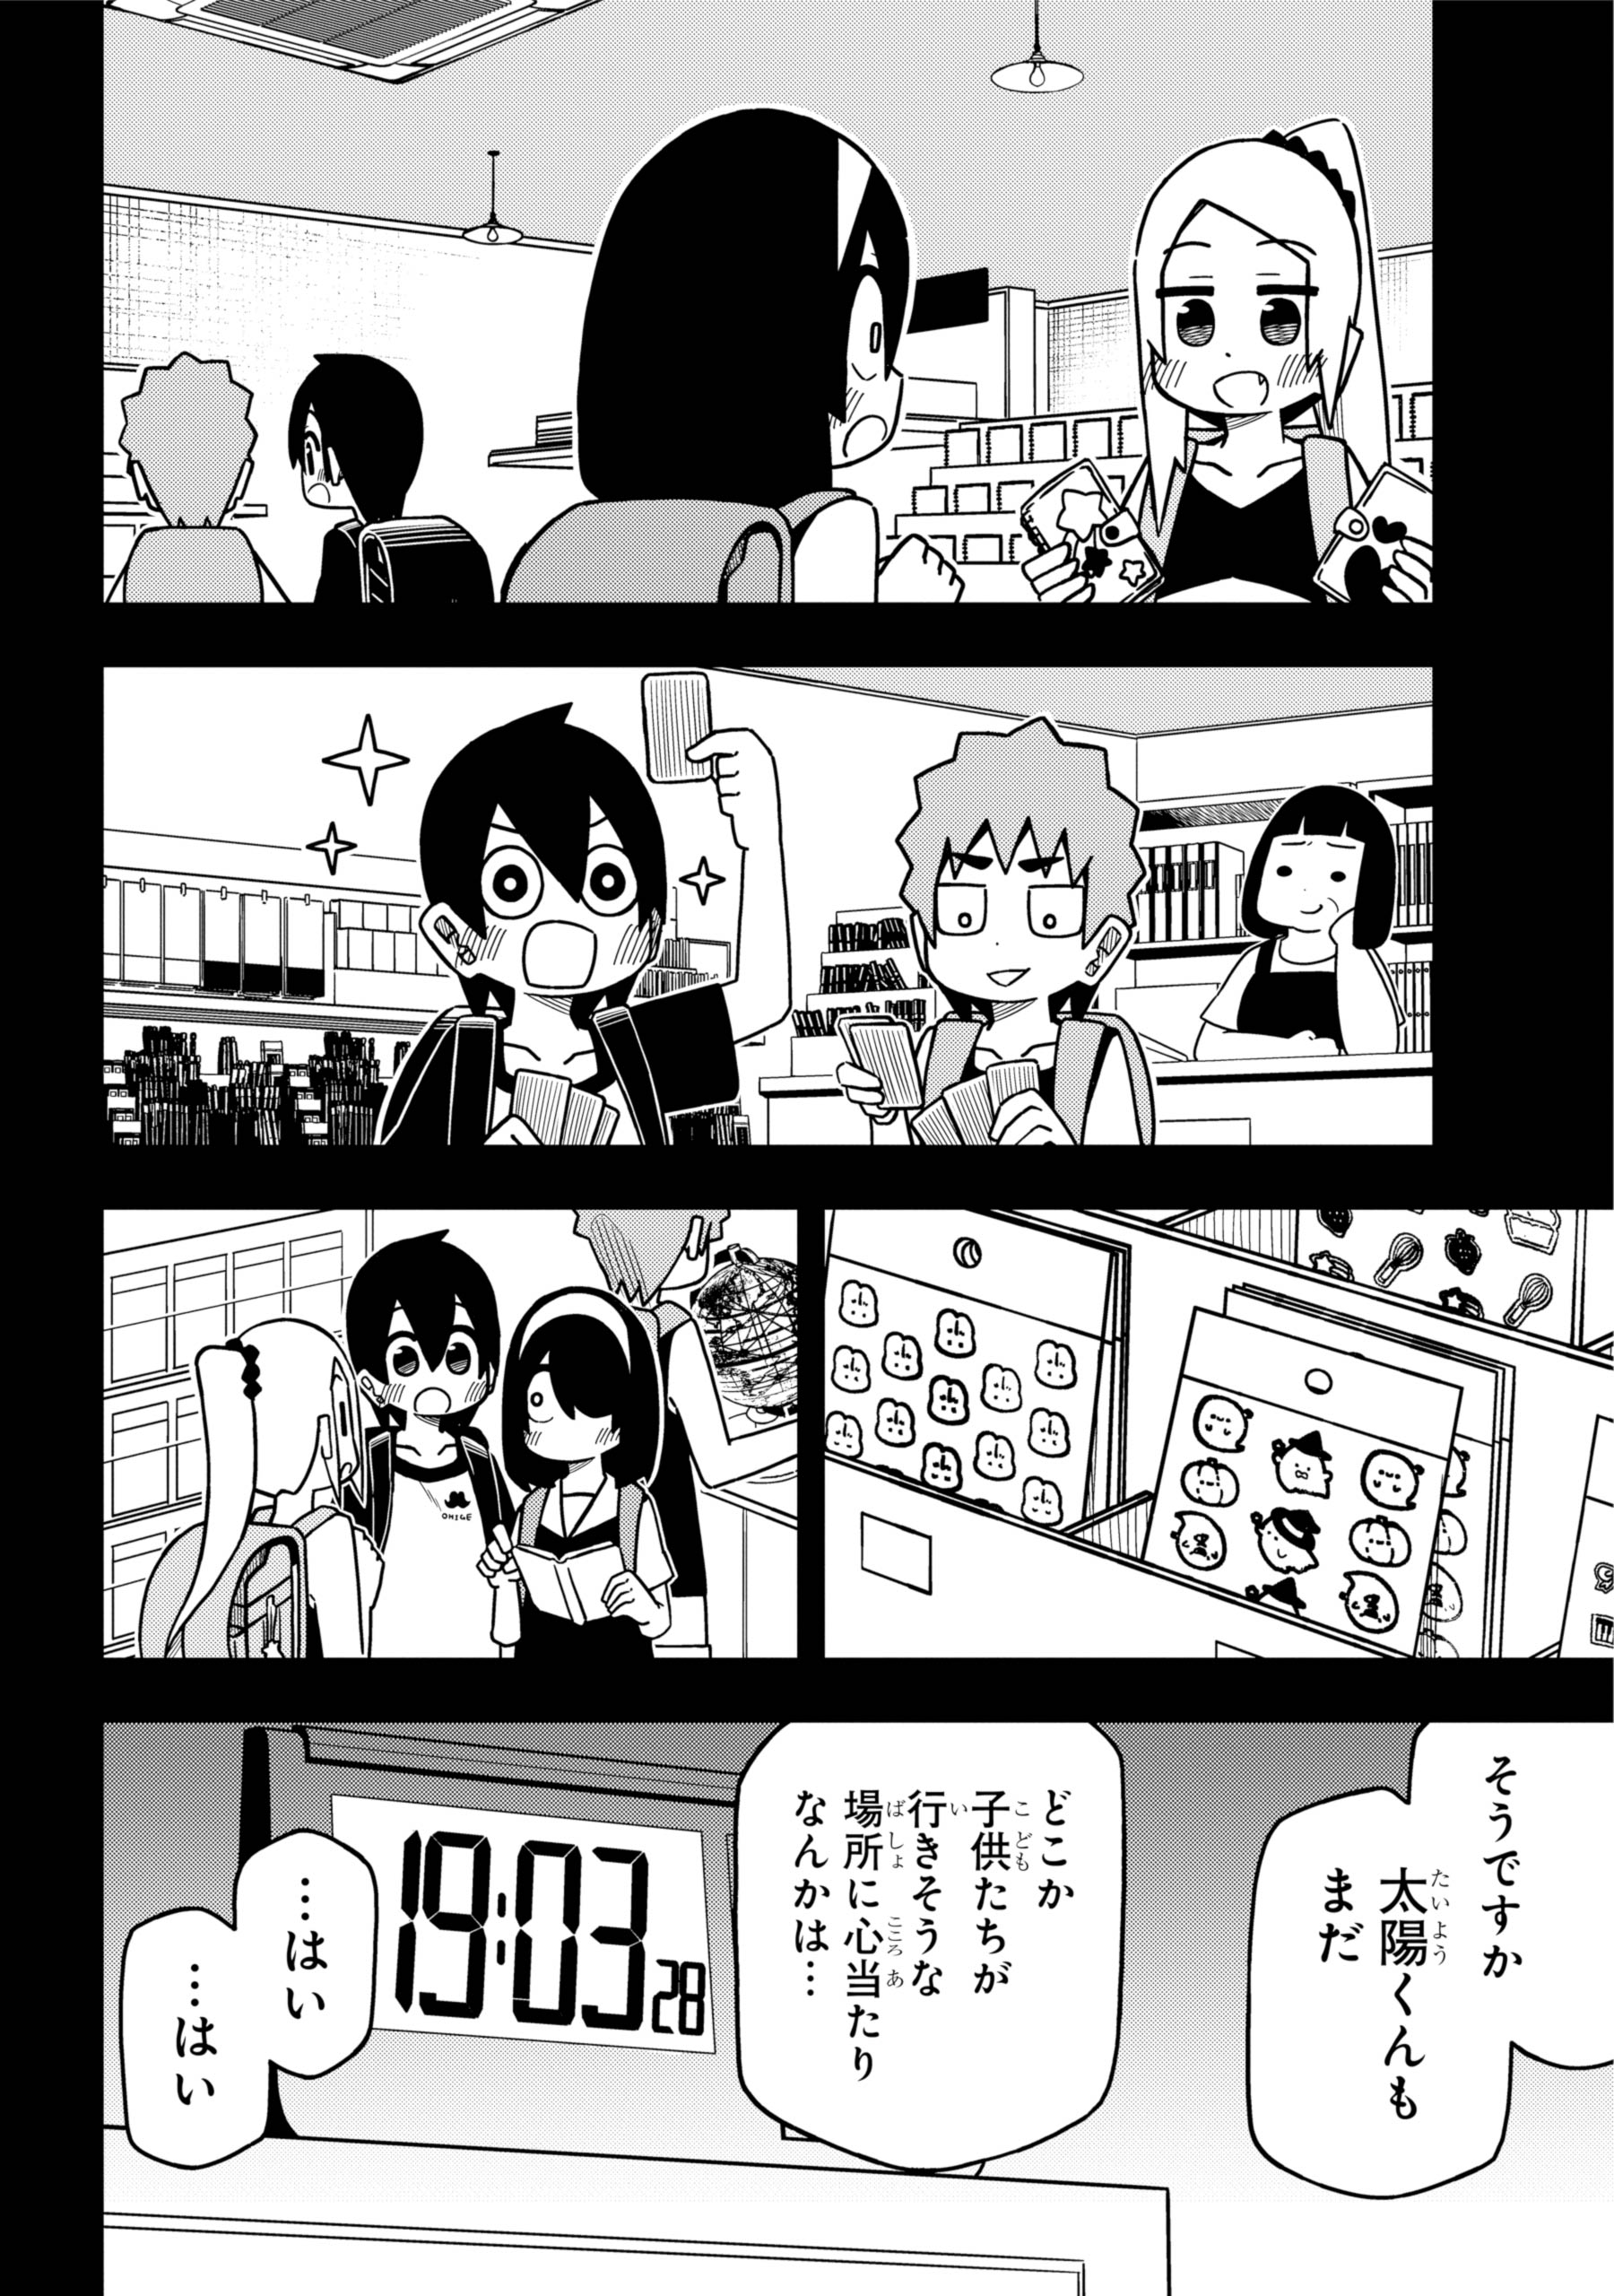 OHIGE
そうですか
太陽くんも
まだ
どこか
子供たちが
行きそうな
場所に心当たり
なんかは…
19:03 28
…はい
…はい